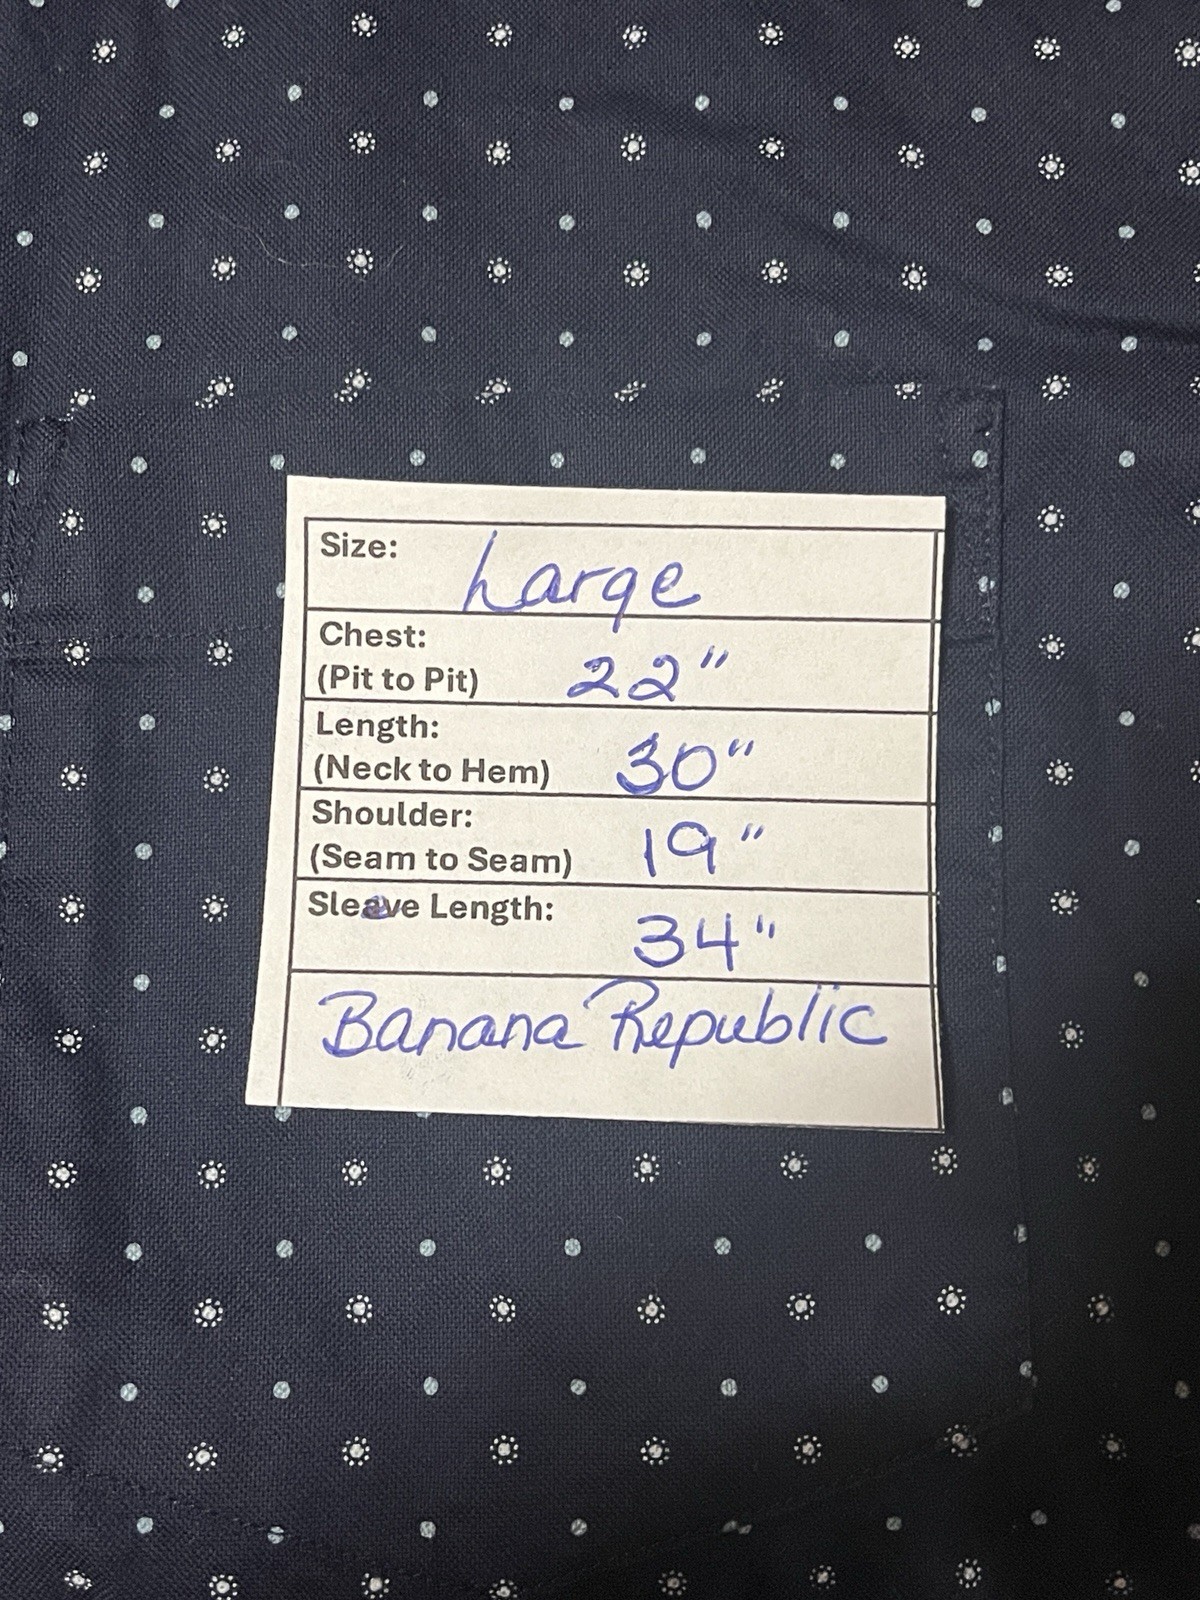 Size: Large
Chest:
(Pit to Pit) 22"
Length:
(Neck to Hem) 30"
Shoulder:
(Seam to Seam) 19"
Sleeve Length: 34"
Banana Republic